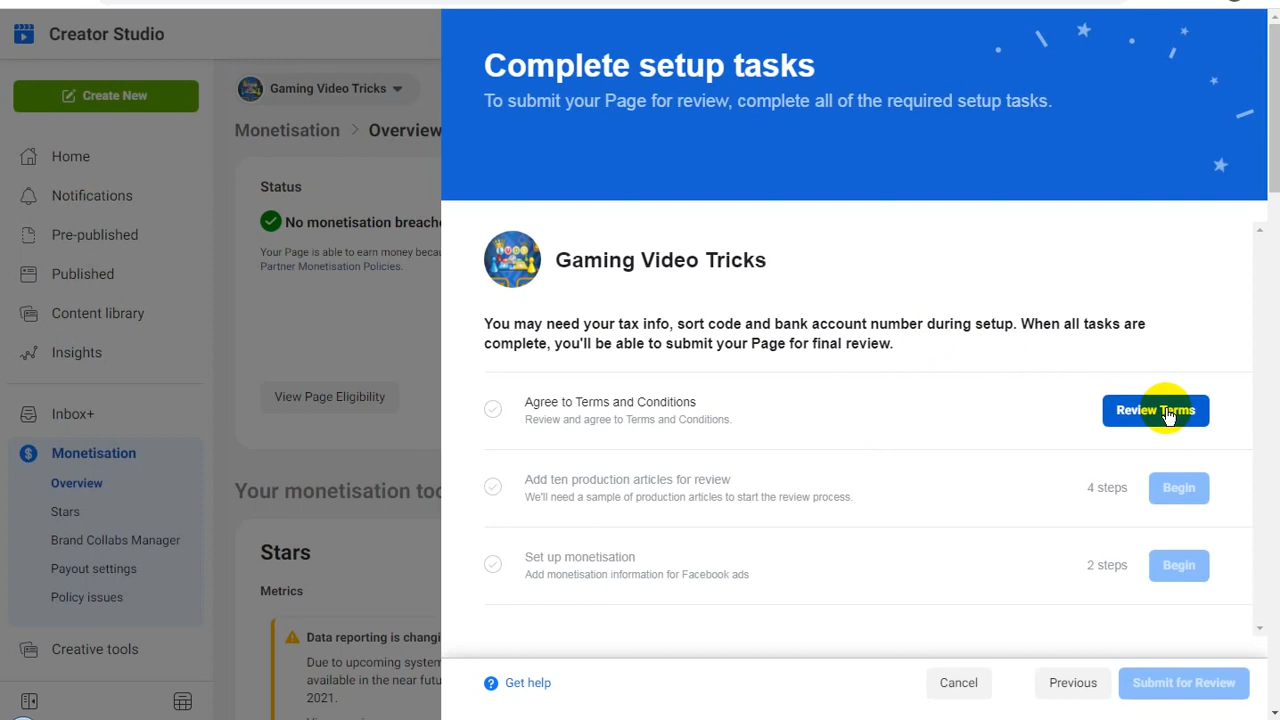 Creator Studio
Create New
Home
Notifications
Pre-published
Published
Content library
Insights
Inbox+
Monetisation
Overview
Stars
Brand Collabs Manager
Payout settings
Policy issues
Creative tools
Gaming Video Tricks
Monetisation > Overview
Status
No monetisation breache
Your Page is able to earn money becau
Partner Monetisation Policies.
View Page Eligibility
Your monetisation too
Stars
Metrics
Data reporting is changi
Due to upcoming system
available in the near futu
2021.
Complete setup tasks
To submit your Page for review, complete all of the required setup tasks.
Gaming Video Tricks
You may need your tax info, sort code and bank account number during setup. When all tasks are
complete, you'll be able to submit your Page for final review.
Agree to Terms and Conditions
Review and agree to Terms and Conditions.
Review Terms
Add ten production articles for review
We'll need a sample of production articles to start the review process.
4 steps
Begin
Set up monetisation
Add monetisation information for Facebook ads
2 steps
Begin
Get help
Cancel
Previous
Submit for Review